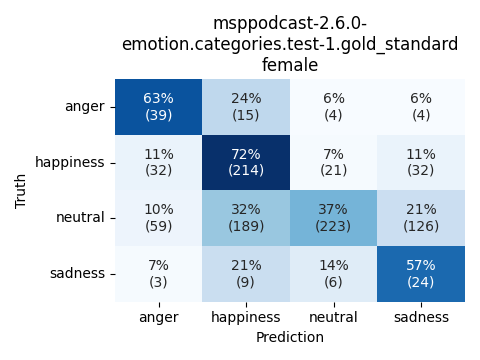 msppodcast-2.6.0-
emotion.categories.test-1.gold_standard
female
Truth
anger
63% 24% 6% 6%
(39) (15) (4) (4)
happiness
11% 72% 7% 11%
(32) (214) (21) (32)
neutral
10% 32% 37% 21%
(59) (189) (223) (126)
sadness
7% 21% 14% 57%
(3) (9) (6) (24)
anger happiness neutral sadness
Prediction